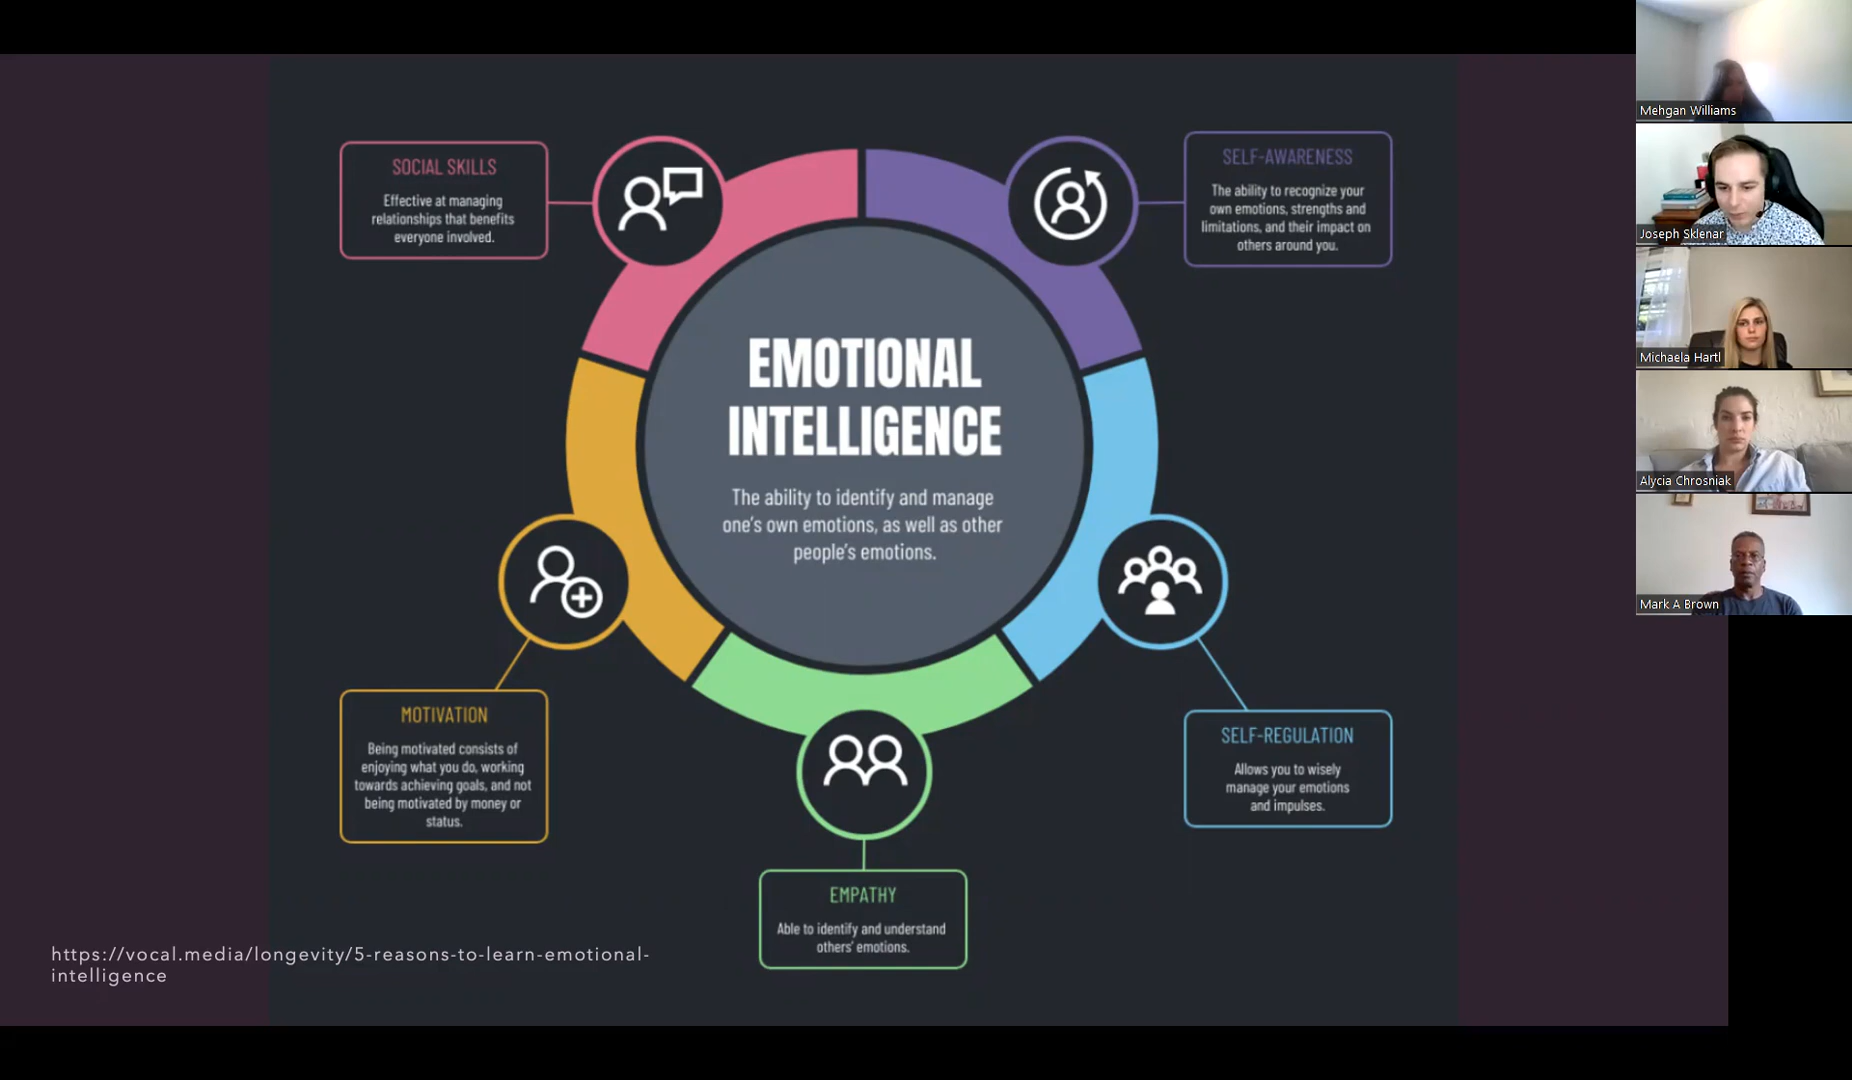 SOCIAL SKILLS
Effective at managing
relationships that benefits
everyone involved.
SELF-AWARENESS
The ability to recognize your
own emotions, strengths and
limitations, and their impact on
others around you.
EMOTIONAL
INTELLIGENCE
The ability to identify and manage
one's own emotions, as well as other
people's emotions.
MOTIVATION
Being motivated consists of
enjoying what you do, working
towards achieving goals, and not
being motivated by money or
status.
SELF-REGULATION
Allows you to wisely
manage your emotions
and impulses.
EMPATHY
Able to identify and understand
others' emotions.
https://vocal.media/longevity/5-reasons-to-learn-emotional-
intelligence
Mehgan Williams
Joseph Sklenar
Michaela Hartl
Alycia Chrosniak
Mark A Brown